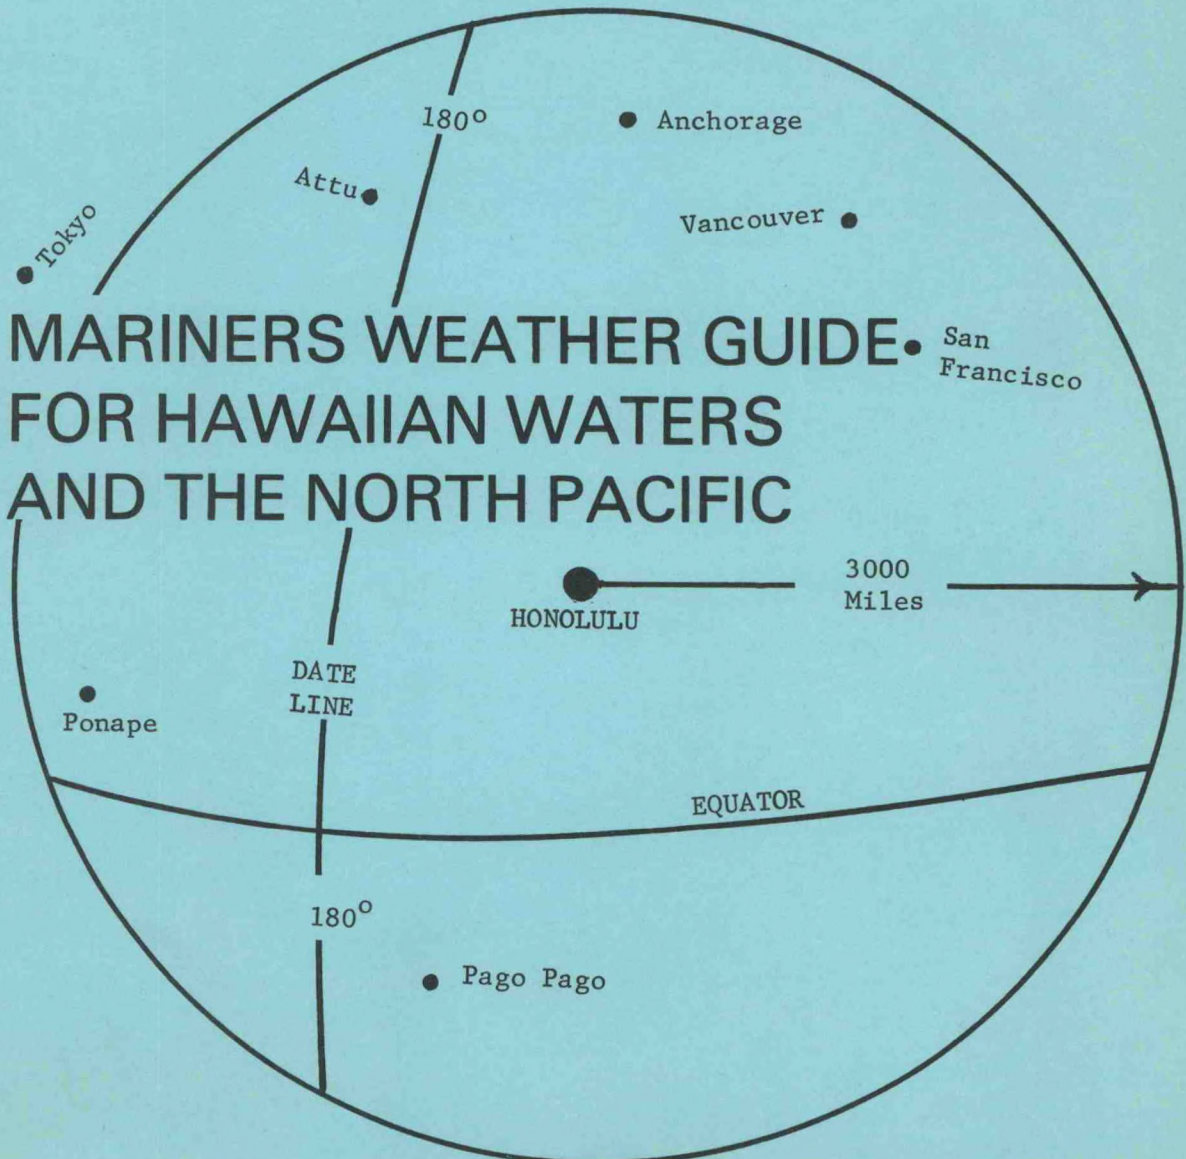 180°
Anchorage
Attu
Vancouver
Tokyo
MARINERS WEATHER GUIDE
San
Francisco
FOR HAWAIIAN WATERS
AND THE NORTH PACIFIC
3000
Miles
HONOLULU
DATE
LINE
Ponape
EQUATOR
180°
Pago Pago